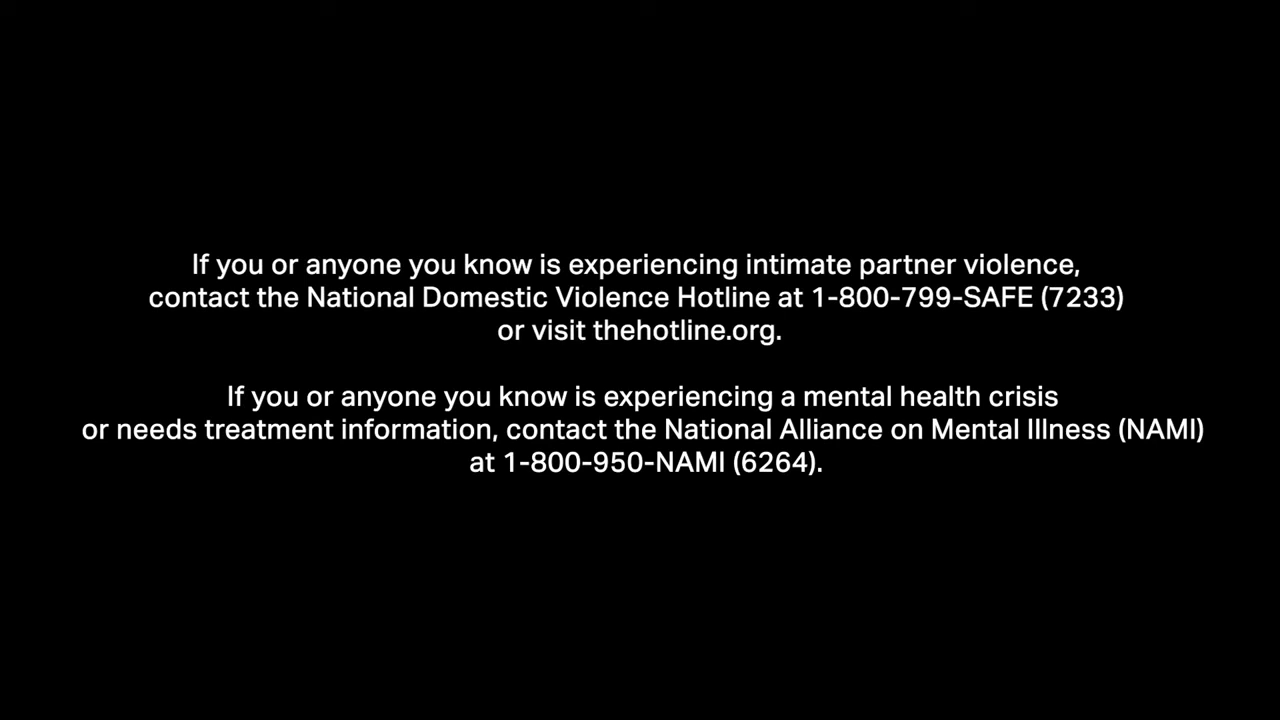 If you or anyone you know is experiencing intimate partner violence,
contact the National Domestic Violence Hotline at 1-800-799-SAFE (7233)
or visit thehotline.org.
If you or anyone you know is experiencing a mental health crisis
or needs treatment information, contact the National Alliance on Mental Illness (NAMI)
at 1-800-950-NAMI (6264).